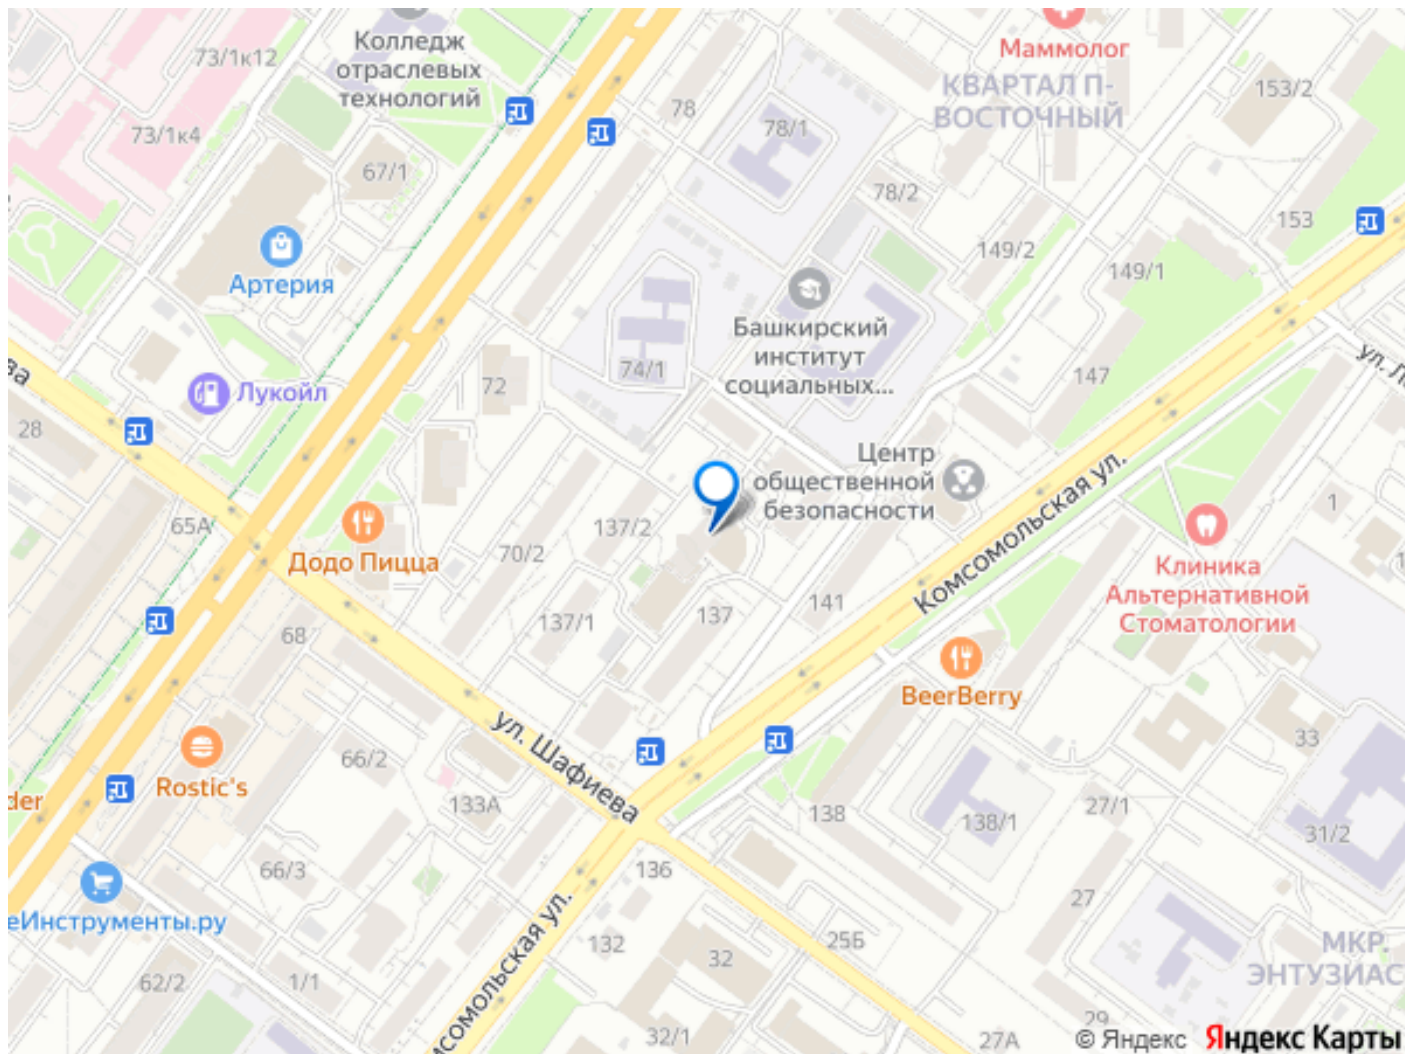 73/1к12
Колледж
отраслевых
технологий
Маммолог
КВАРТАЛ П-
ВОСТОЧНЫЙ
153/2
73/1к4
78
78/1
67/1
78/2
153
149/2
149/1
Артерия
Башкирский
институт
социальных...
74/1
147
72
Лукойл
28
Центр
общественной
безопасности
Комсомольская ул.
1
65А
137/2
70/2
Додо Пицца
Клиника
Альтернативной
Стоматологии
141
137
137/1
68
BeerBerry
ул. Шафиева
33
66/2
Rostic's
133А
138
138/1
27/1
31/2
66/3
136
27
еИнструменты.ру
132
25Б
32
МКР.
ЭНТУЗИАС
62/2
1/1
омсомольская ул.
32/1
27А
29
© Яндекс Яндекс Карты